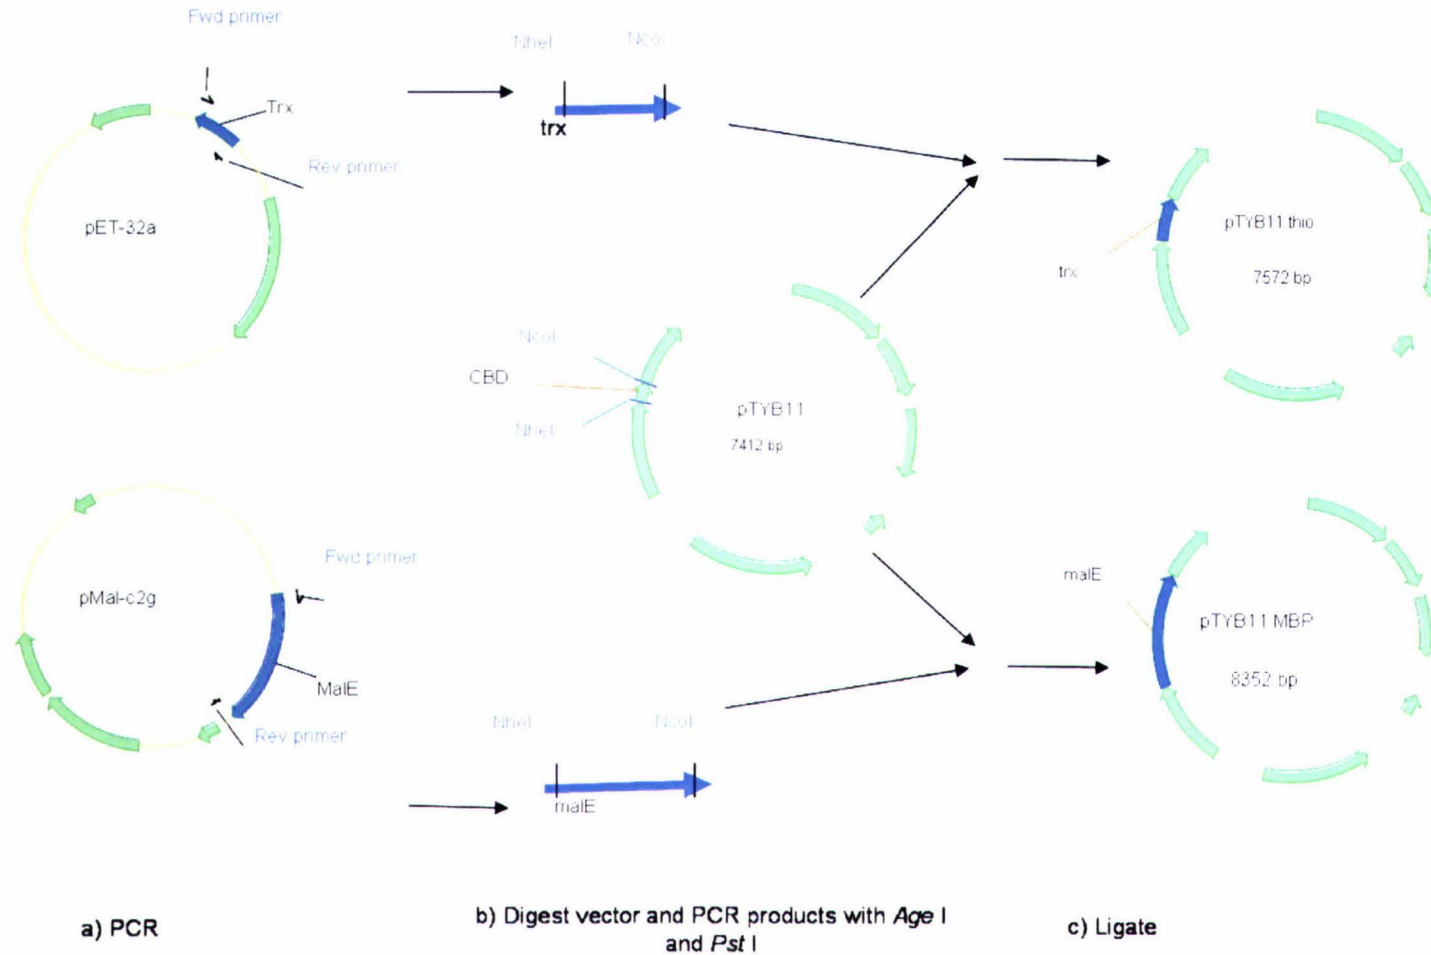 Fwd primer
Trx
Rev primer
pET-32a
NheI
NcoI
trx
pTYB11 thio
7572 bp
trx
NcoI
CBD
NheI
pTYB11
7412 bp
pMal-c2g
Fwd primer
MalE
Rev primer
NheI
NcoI
malE
malE
pTYB11 MBP
8352 bp
a) PCR
b) Digest vector and PCR products with Age I
and Pst I
c) Ligate